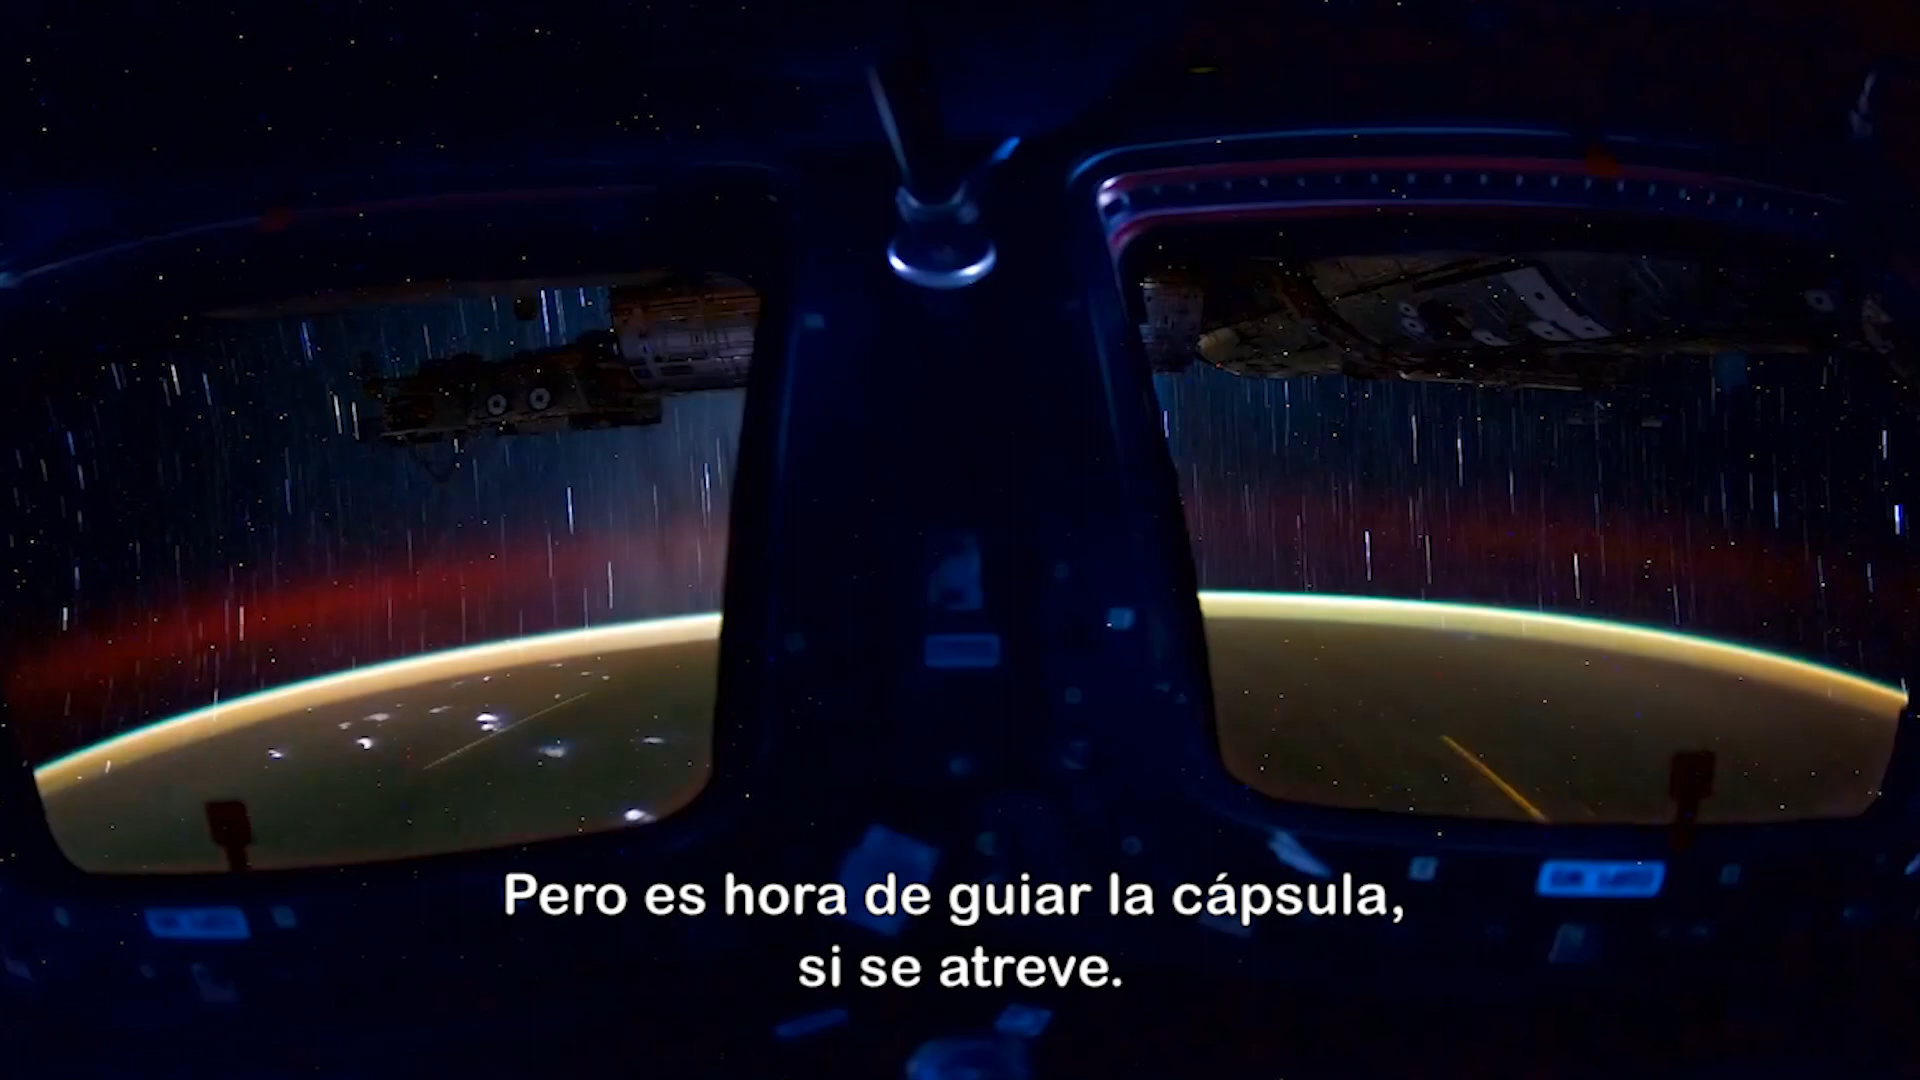 Pero es hora de guiar la cápsula,
si se atreve.